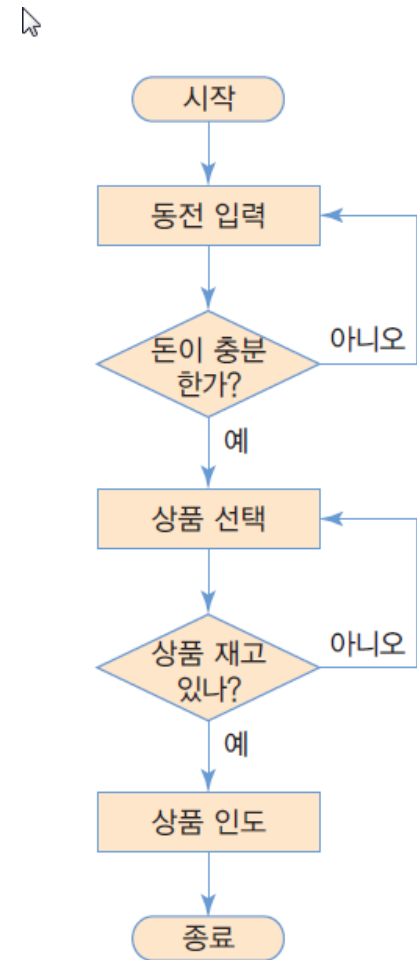 시작
동전 입력
돈이 충분
한가?
아니오
예
상품 선택
상품 재고
있나?
아니오
예
상품 인도
종료